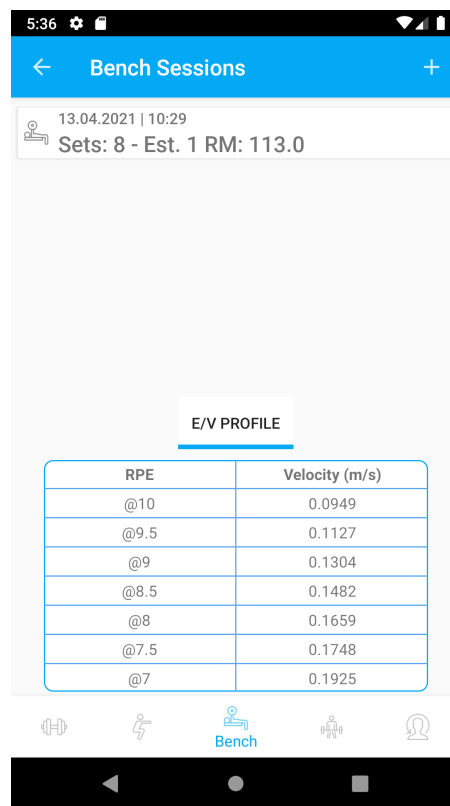 5:36
Bench Sessions
13.04.2021 | 10:29
Sets: 8 - Est. 1 RM: 113.0
E/V PROFILE
RPE Velocity (m/s)
@10 0.0949
@9.5 0.1127
@9 0.1304
@8.5 0.1482
@8 0.1659
@7.5 0.1748
@7 0.1925
Bench